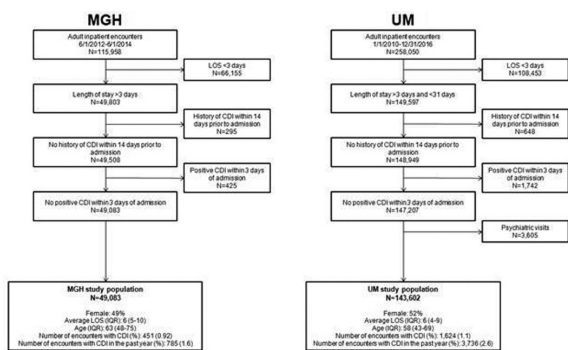 MGH
Adult inpatient encounters
6/1/2012-6/1/2014
N=115,958
LOS <3 days
N=66,155
Length of stay >3 days
N=49,803
History of CDI within 14
days prior to admission
N=295
No history of CDI within 14 days prior to
admission
N=49,508
Positive CDI within 3 days
of admission
N=425
No positive CDI within 3 days of admission
N=49,083
MGH study population
N=49,083
Female: 49%
Average LOS (IQR): 6 (5-10)
Age (IQR): 63 (48-75)
Number of encounters with CDI (%): 451 (0.92)
Number of encounters with CDI in the past year (%): 785 (1.6)
UM
Adult inpatient encounters
1/1/2010-12/31/2016
N=258,050
LOS <3 days
N=108,453
Length of stay >3 days and <31 days
N=149,597
History of CDI within 14
days prior to admission
N=648
No history of CDI within 14 days prior to
admission
N=148,949
Positive CDI within 3 days
of admission
N=1,742
No positive CDI within 3 days of admission
N=147,207
Psychiatric visits
N=3,605
UM study population
N=143,602
Female: 52%
Average LOS (IQR): 6 (4-9)
Age (IQR): 58 (43-69)
Number of encounters with CDI (%): 1,624 (1.1)
Number of encounters with CDI in the past year (%): 3,736 (2.6)